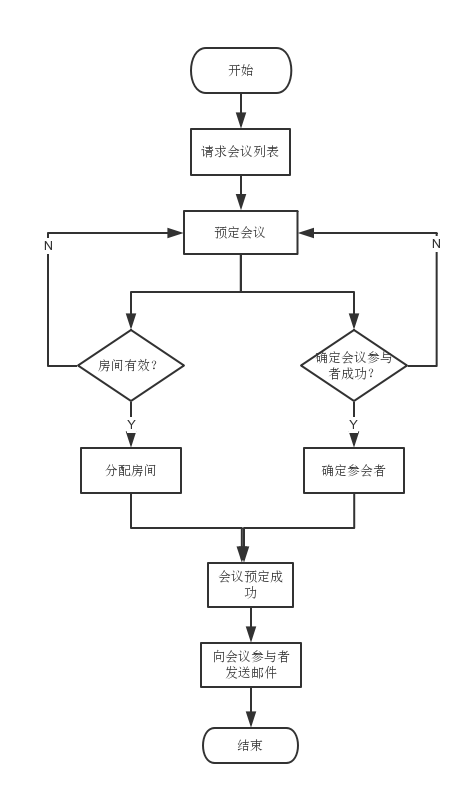 开始
请求会议列表
预定会议
N
N
房间有效？
确定会议参与
者成功？
Y
Y
分配房间
确定参会者
会议预定成
功
向会议参与者
发送邮件
结束